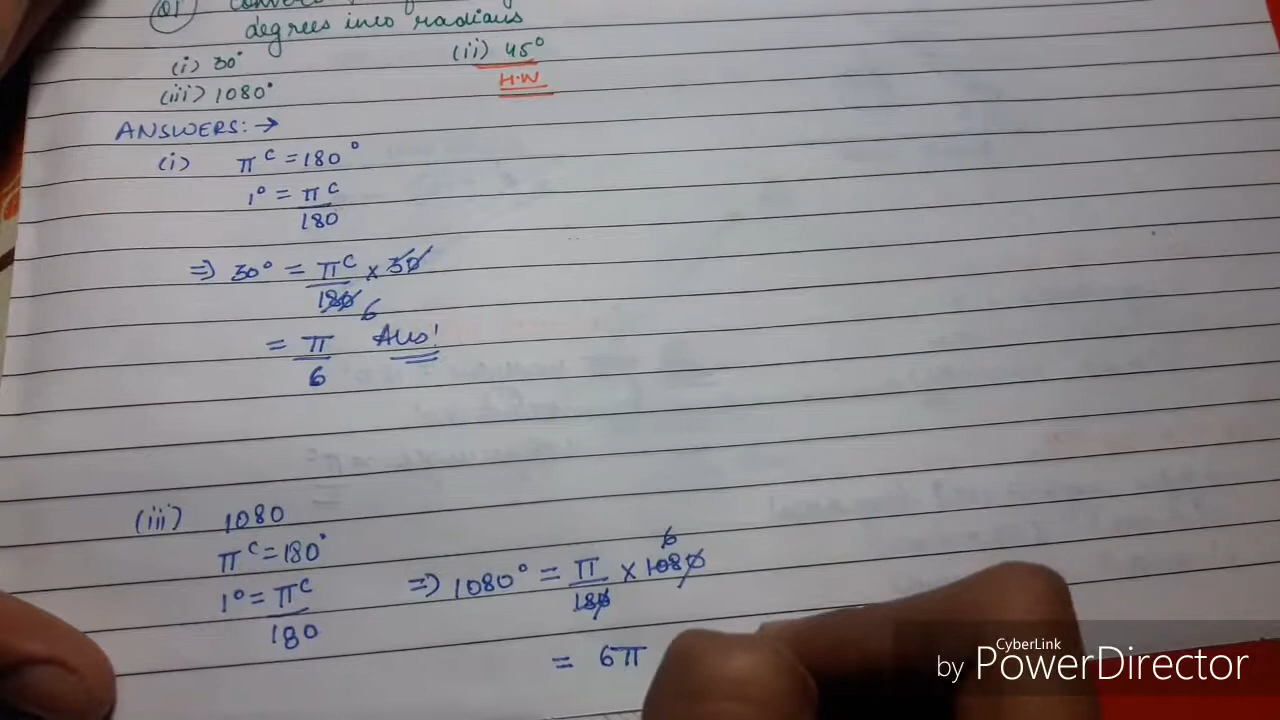 Q1
degrees into radians
(i) 30° (ii) 45°
H.W
(iii) 1080°
ANSWERS: →
(i) π^c = 180°
1° = π^c
180
⇒ 30° = π^c × 30
180
6
= π Ans!
6
(iii) 1080
π^c = 180°
1° = π^c
180
6
⇒ 1080° = π × 1080
180
= 6π
CyberLink
by PowerDirector